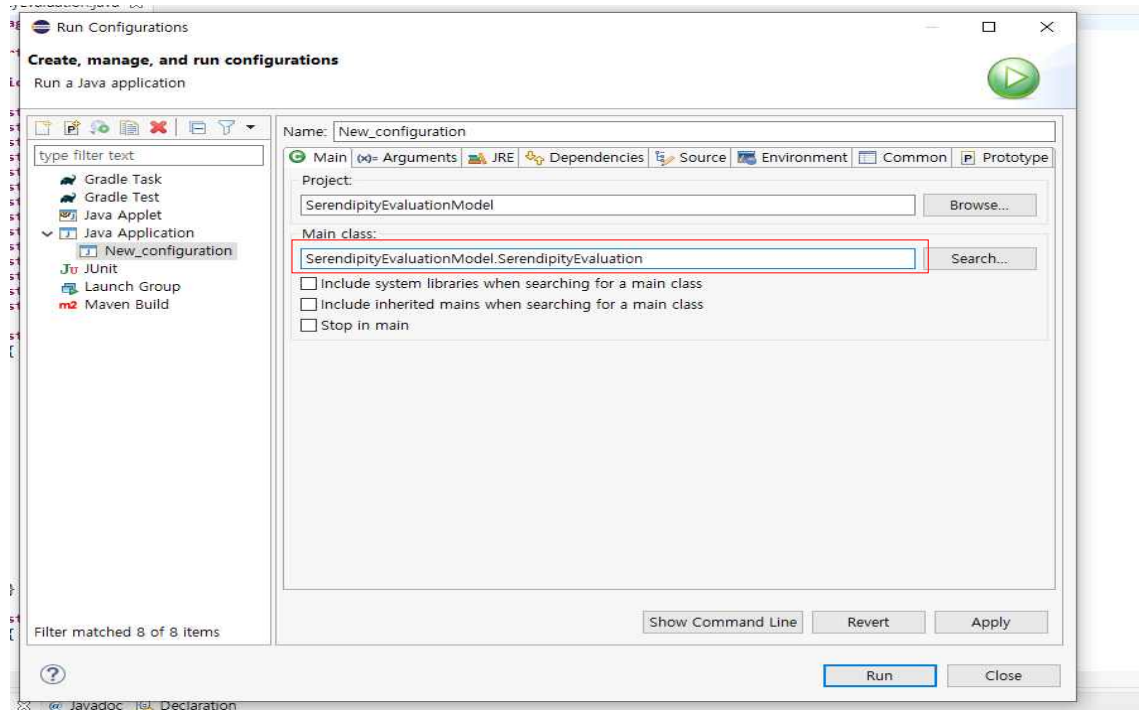 Run Configurations
Create, manage, and run configurations
Run a Java application
Name: New_configuration
type filter text
Main (x)= Arguments JRE Dependencies Source Environment Common P Prototype
Gradle Task
Gradle Test
Java Applet
Java Application
New_configuration
Ju JUnit
Launch Group
m2 Maven Build
Project:
SerendipityEvaluationModel Browse...
Main class:
SerendipityEvaluationModel.SerendipityEvaluation Search...
Include system libraries when searching for a main class
Include inherited mains when searching for a main class
Stop in main
Show Command Line Revert Apply
Filter matched 8 of 8 items
? Run Close
@ Javadoc Declaration